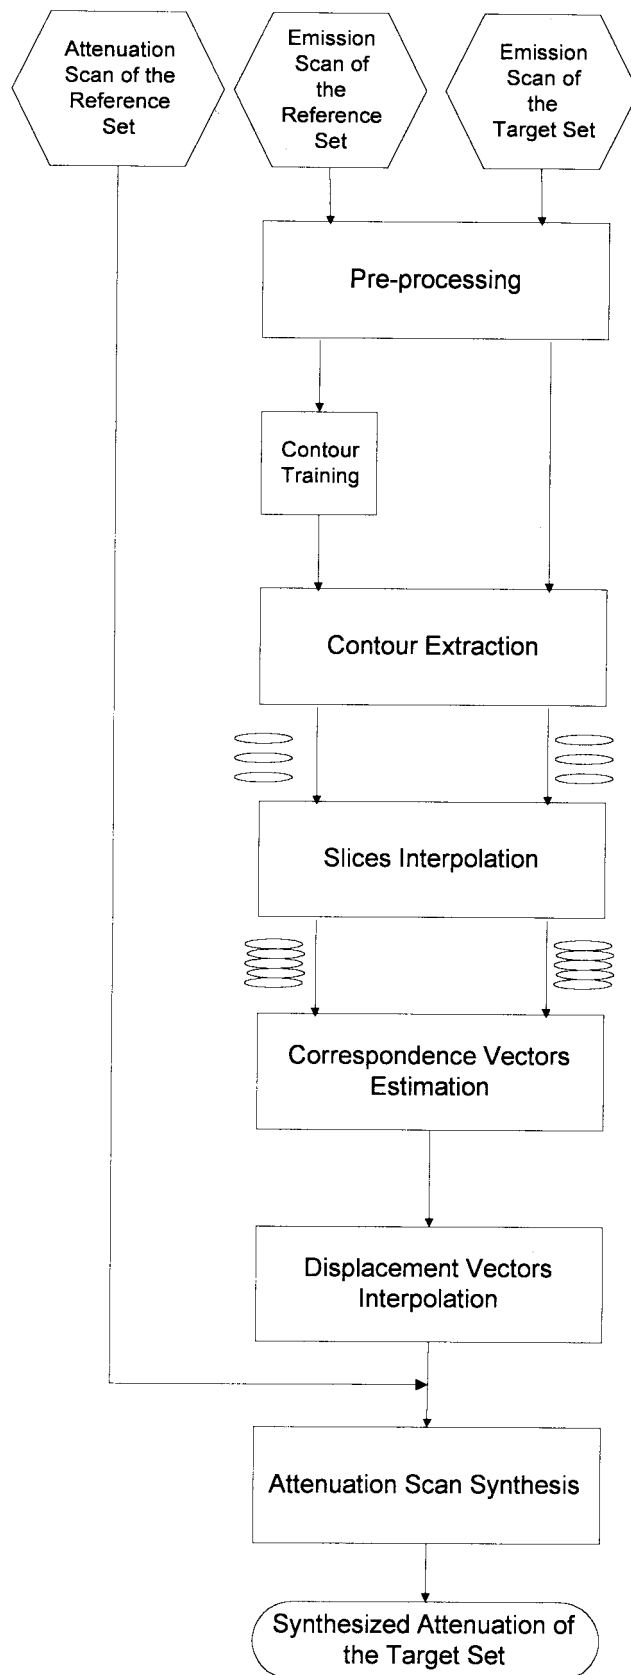 Attenuation
Scan of the
Reference
Set
Emission
Scan of
the
Reference
Set
Emission
Scan of
the
Target Set
Pre-processing
Contour
Training
Contour Extraction
Slices Interpolation
Correspondence Vectors
Estimation
Displacement Vectors
Interpolation
Attenuation Scan Synthesis
Synthesized Attenuation of
the Target Set